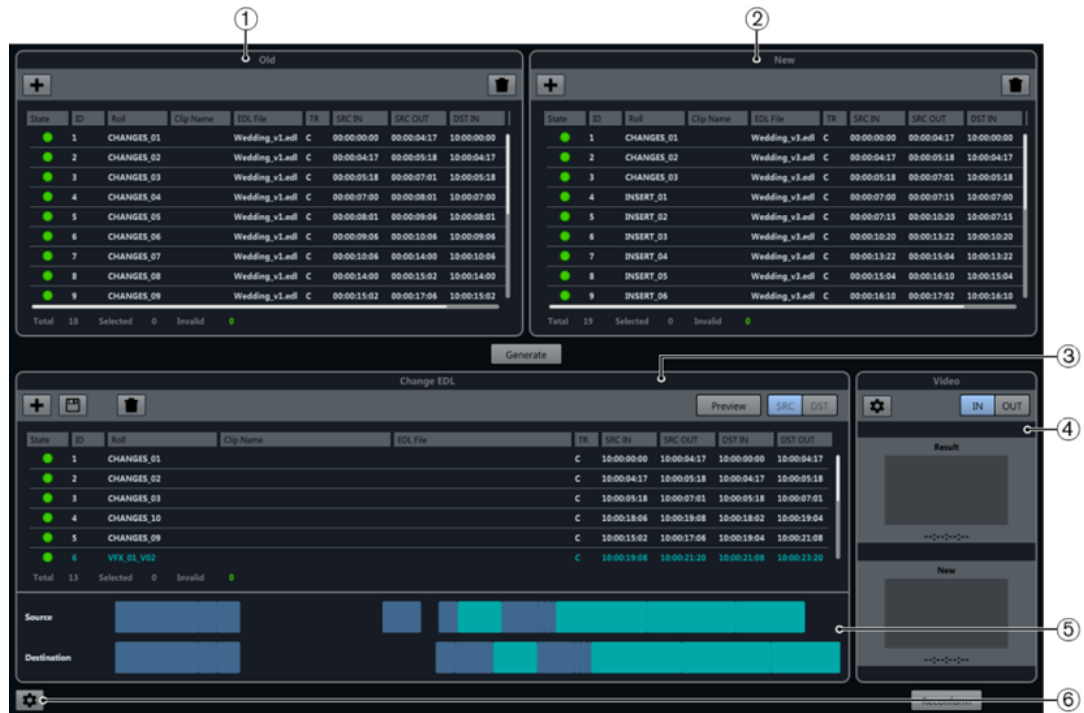 1 2
Old
State ID Roll Clip Name EDL File TR SRC IN SRC OUT DST IN
1 CHANGES_01 Wedding_v1.edl C 00:00:00:00 00:00:04:17 10:00:00:00
2 CHANGES_02 Wedding_v1.edl C 00:00:04:17 00:00:05:18 10:00:04:17
3 CHANGES_03 Wedding_v1.edl C 00:00:05:18 00:00:07:01 10:00:05:18
4 CHANGES_04 Wedding_v1.edl C 00:00:07:00 00:00:08:01 10:00:07:00
5 CHANGES_05 Wedding_v1.edl C 00:00:08:01 00:00:09:06 10:00:08:01
6 CHANGES_06 Wedding_v1.edl C 00:00:09:06 00:00:10:06 10:00:09:06
7 CHANGES_07 Wedding_v1.edl C 00:00:10:06 00:00:14:00 10:00:10:06
8 CHANGES_08 Wedding_v1.edl C 00:00:14:00 00:00:15:02 10:00:14:00
9 CHANGES_09 Wedding_v1.edl C 00:00:15:02 00:00:17:06 10:00:15:02
Total 18 Selected 0 Invalid 0
New
State ID Roll Clip Name EDL File TR SRC IN SRC OUT DST IN
1 CHANGES_01 Wedding_v3.edl C 00:00:00:00 00:00:04:17 10:00:00:00
2 CHANGES_02 Wedding_v3.edl C 00:00:04:17 00:00:05:18 10:00:04:17
3 CHANGES_03 Wedding_v3.edl C 00:00:05:18 00:00:07:01 10:00:05:18
4 INSERT_01 Wedding_v3.edl C 00:00:07:00 00:00:07:15 10:00:07:00
5 INSERT_02 Wedding_v3.edl C 00:00:07:15 00:00:10:20 10:00:07:15
6 INSERT_03 Wedding_v3.edl C 00:00:10:20 00:00:13:22 10:00:10:20
7 INSERT_04 Wedding_v3.edl C 00:00:13:22 00:00:15:04 10:00:13:22
8 INSERT_05 Wedding_v3.edl C 00:00:15:04 00:00:16:10 10:00:15:04
9 INSERT_06 Wedding_v3.edl C 00:00:16:10 00:00:17:02 10:00:16:10
Total 19 Selected 0 Invalid 0
Generate
3
Change EDL
Preview SRC DST
State ID Roll Clip Name EDL File TR SRC IN SRC OUT DST IN DST OUT
1 CHANGES_01 C 10:00:00:00 10:00:04:17 10:00:00:00 10:00:04:17
2 CHANGES_02 C 10:00:04:17 10:00:05:18 10:00:04:17 10:00:05:18
3 CHANGES_03 C 10:00:05:18 10:00:07:01 10:00:05:18 10:00:07:01
4 CHANGES_10 C 10:00:18:06 10:00:19:08 10:00:18:02 10:00:19:04
5 CHANGES_09 C 10:00:15:02 10:00:17:06 10:00:19:04 10:00:21:08
6 VFX_01_V02 C 10:00:19:08 10:00:21:20 10:00:21:08 10:00:23:20
Total 13 Selected 0 Invalid 0
Source
Destination
Video
IN OUT
4
Result
--:--:--:--
New
--:--:--:--
5
Reconform
6